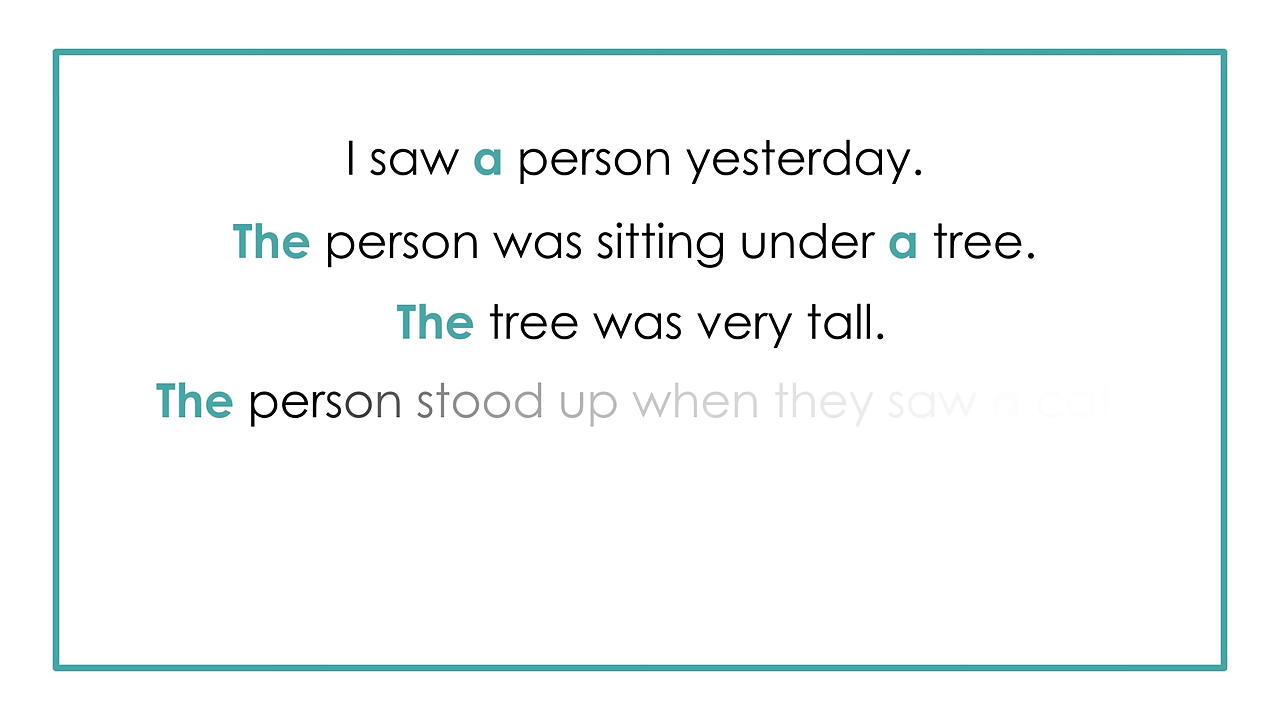 I saw a person yesterday.
The person was sitting under a tree.
The tree was very tall.
The person stood up when they saw a cat